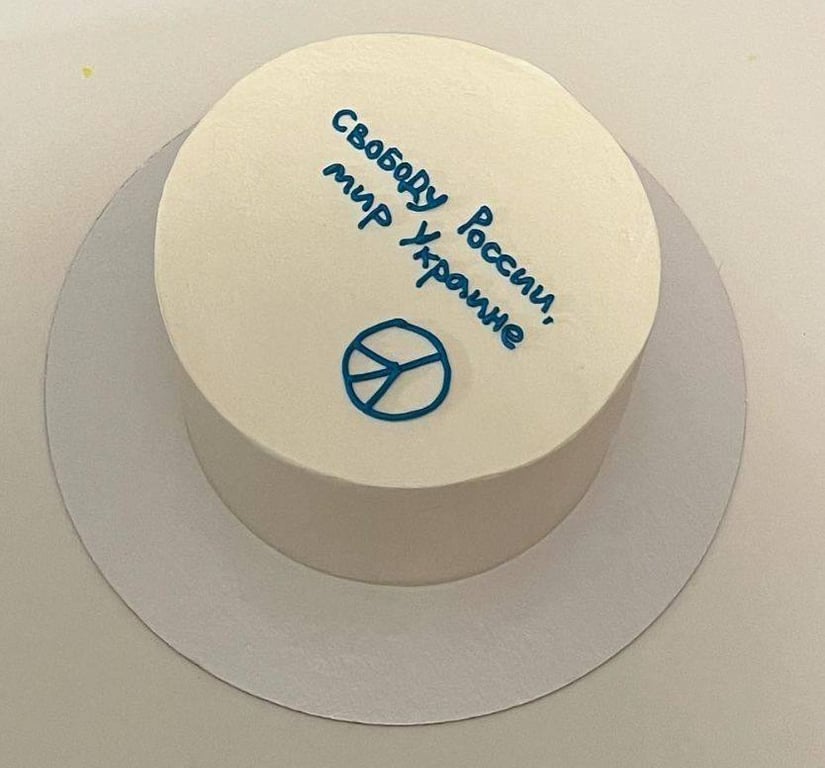 свободу России,
мир Украине